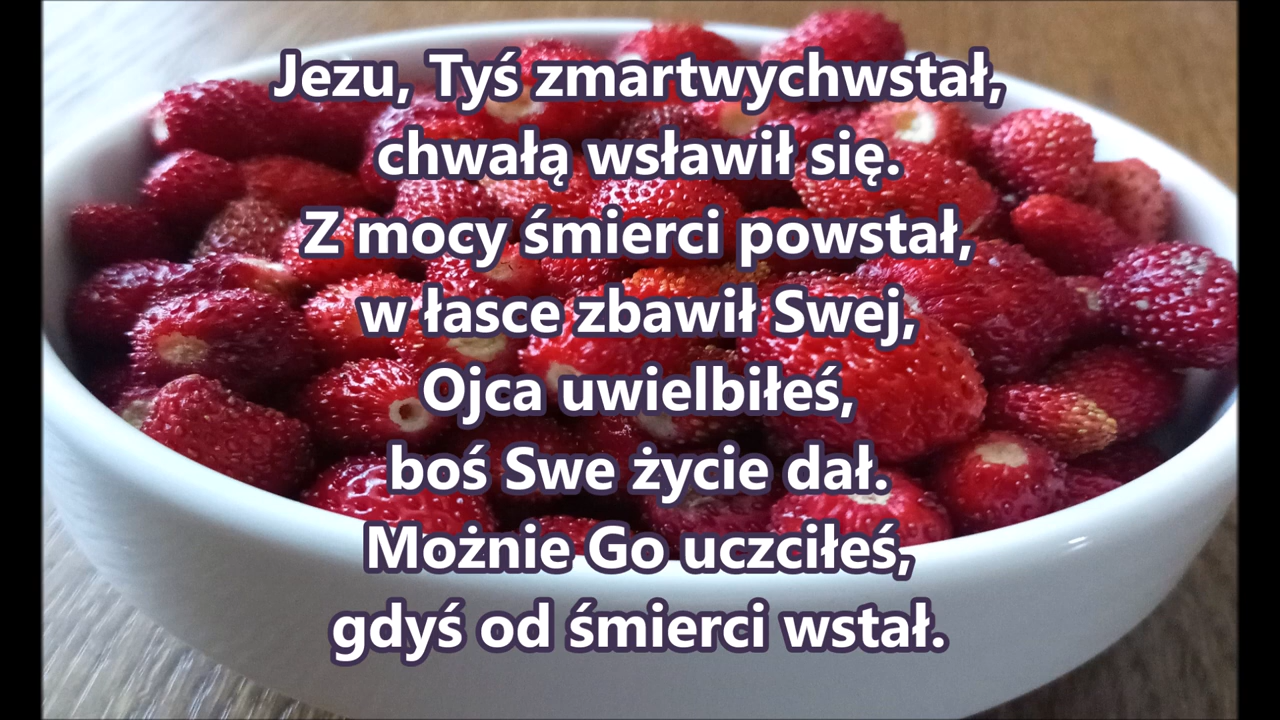 Jezu, Tyś zmartwychwstał,
chwałą wsławił się.
Z mocy śmierci powstał,
w łasce zbawił Swej,
Ojca uwielbiłeś,
boś Swe życie dał.
Możnie Go uczciłeś,
gdyś od śmierci wstał.